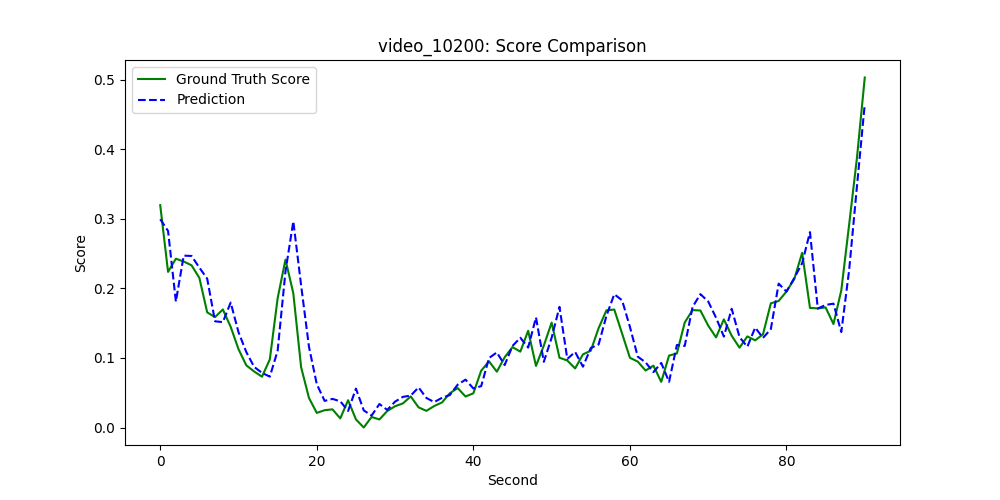 video_10200: Score Comparison
Ground Truth Score
Prediction
Score
0.5
0.4
0.3
0.2
0.1
0.0
0 20 40 60 80
Second